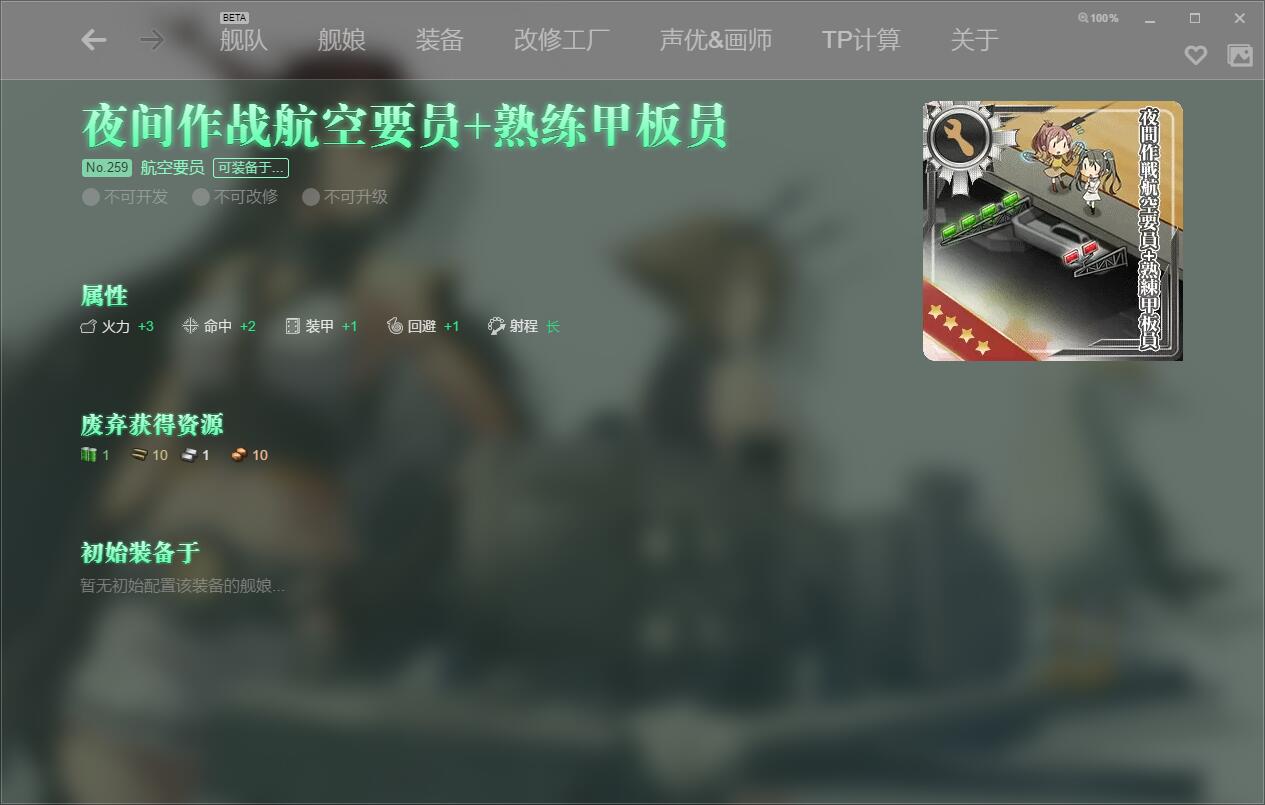 BETA
舰队 舰娘 装备 改修工厂 声优&画师 TP计算 关于
100%
夜间作战航空要员+熟练甲板员
No.259 航空要员 可装备于...
不可开发 不可改修 不可升级
夜間作戦航空要員+熟練甲板員
属性
火力 +3 命中 +2 装甲 +1 回避 +1 射程 长
废弃获得资源
1 10 1 10
初始装备于
暂无初始配置该装备的舰娘...